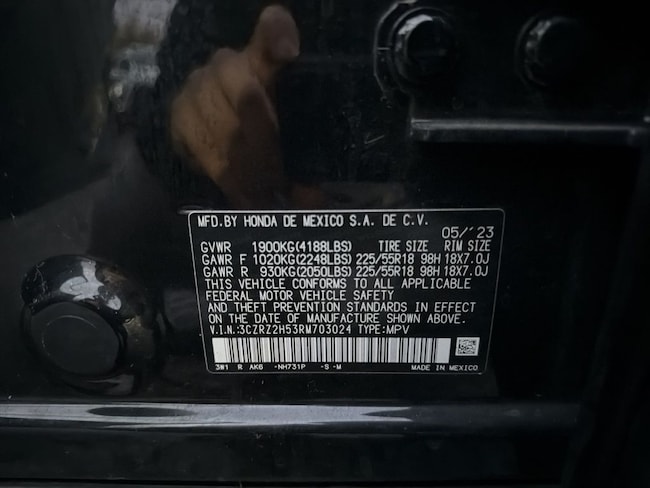 MFD.BY HONDA DE MEXICO S.A. DE C.V.
05/'23
GVWR 1900KG(4188LBS) TIRE SIZE RIM SIZE
GAWR F 1020KG(2248LBS) 225/55R18 98H 18X7.0J
GAWR R 930KG(2050LBS) 225/55R18 98H 18X7.0J
THIS VEHICLE CONFORMS TO ALL APPLICABLE
FEDERAL MOTOR VEHICLE SAFETY
AND THEFT PREVENTION STANDARDS IN EFFECT
ON THE DATE OF MANUFACTURE SHOWN ABOVE.
V.I.N.:3CZRZ2H53RM703024 TYPE:MPV
3W1 R AK6 -NH731P -S -M MADE IN MEXICO